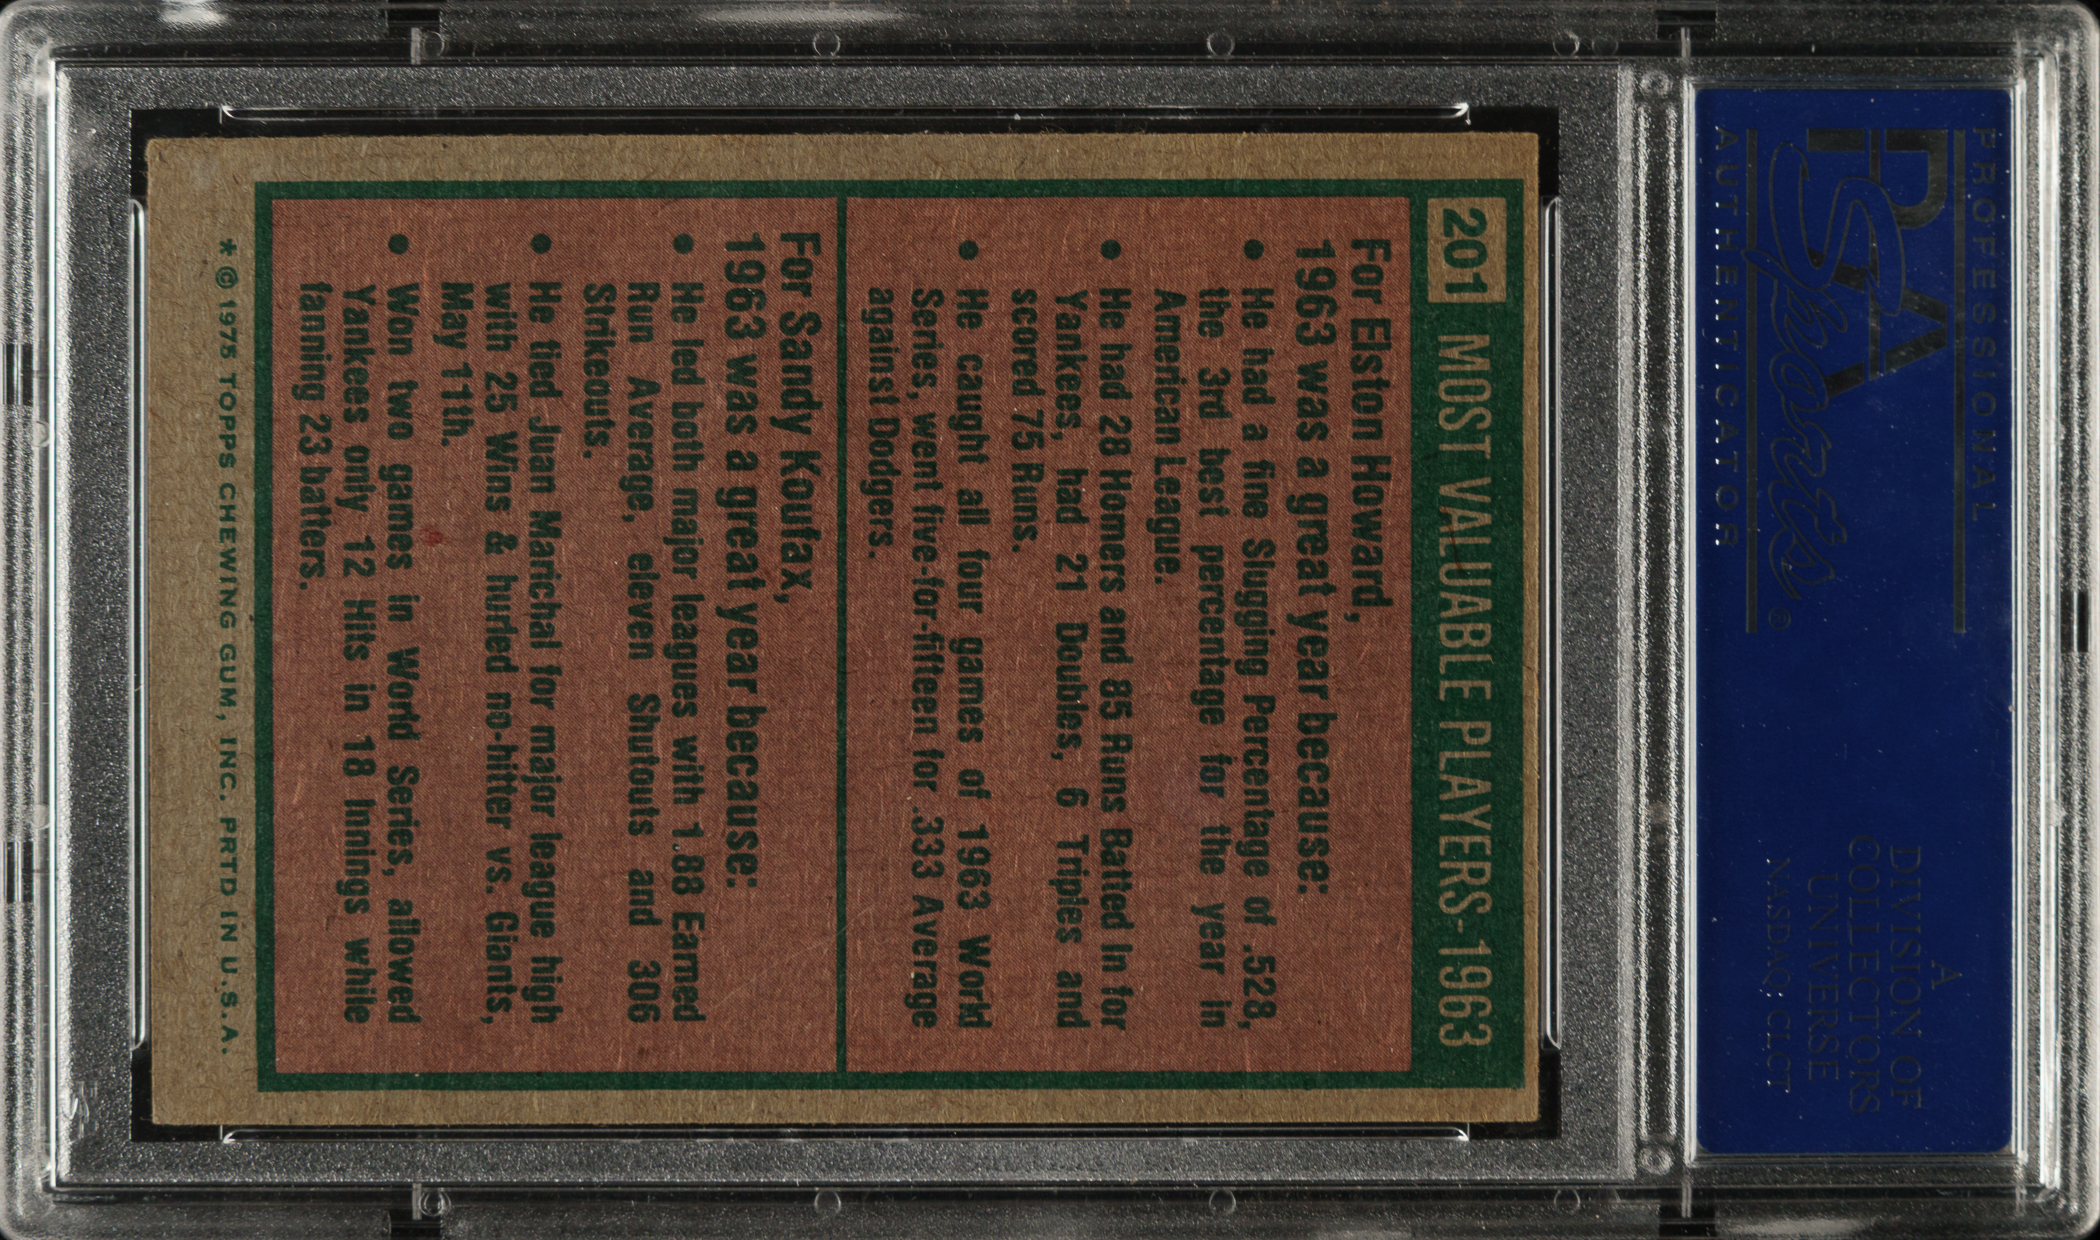 PROFESSIONAL
PSA
Sports®
AUTHENTICATOR
A
DIVISION OF
COLLECTORS
UNIVERSE
NASDAQ: CLCT
201 MOST VALUABLE PLAYERS-1963
For Elston Howard,
1963 was a great year because:
● He had a fine Slugging Percentage of .528,
the 3rd best percentage for the year in
American League.
● He had 28 Homers and 85 Runs Batted In for
Yankees, had 21 Doubles, 6 Triples and
scored 75 Runs.
● He caught all four games of 1963 World
Series, went five-for-fifteen for .333 Average
against Dodgers.
For Sandy Koufax,
1963 was a great year because:
● He led both major leagues with 1.88 Earned
Run Average, eleven Shutouts and 306
Strikeouts.
● He tied Juan Marichal for major league high
with 25 Wins & hurled no-hitter vs. Giants,
May 11th.
● Won two games in World Series, allowed
Yankees only 12 Hits in 18 Innings while
fanning 23 batters.
* © 1975 TOPPS CHEWING GUM, INC. PRTD IN U.S.A.